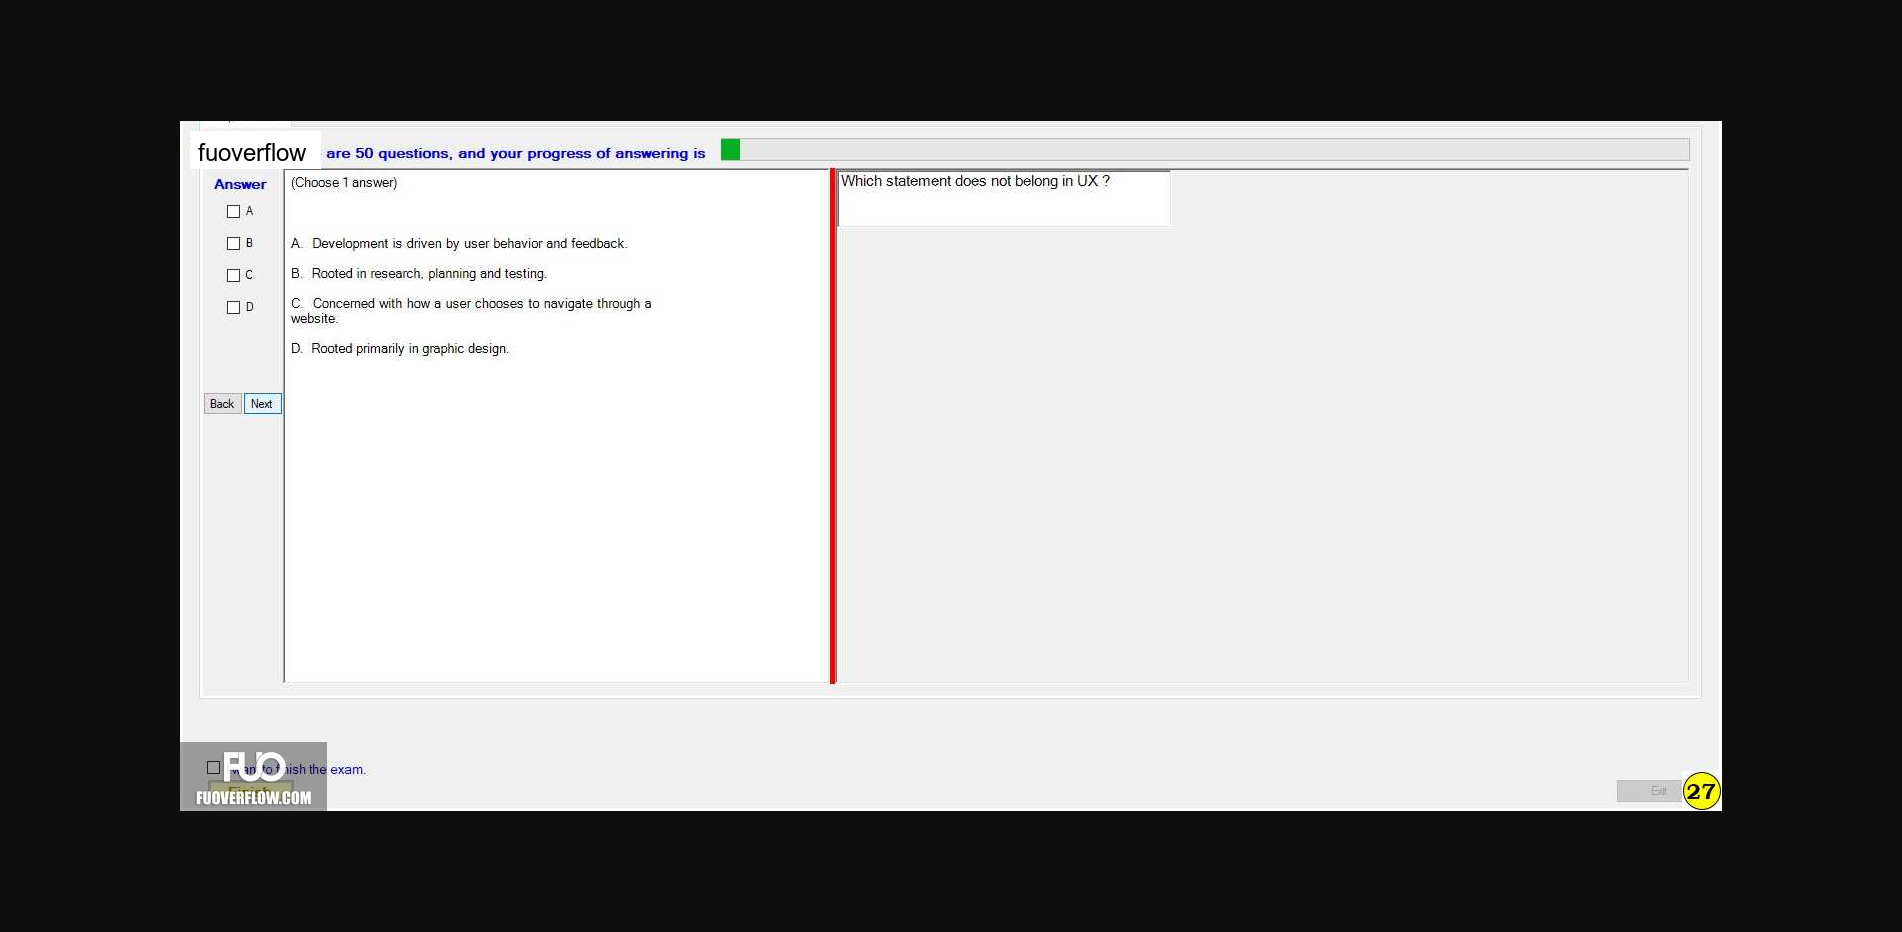 fuoverflow are 50 questions, and your progress of answering is
Answer
A
B
C
D
Back Next
(Choose 1 answer)
A. Development is driven by user behavior and feedback.
B. Rooted in research, planning and testing.
C. Concerned with how a user chooses to navigate through a
website.
D. Rooted primarily in graphic design.
Which statement does not belong in UX ?
FUO
I want to finish the exam.
Finish
FUOVERFLOW.COM
Exit
27